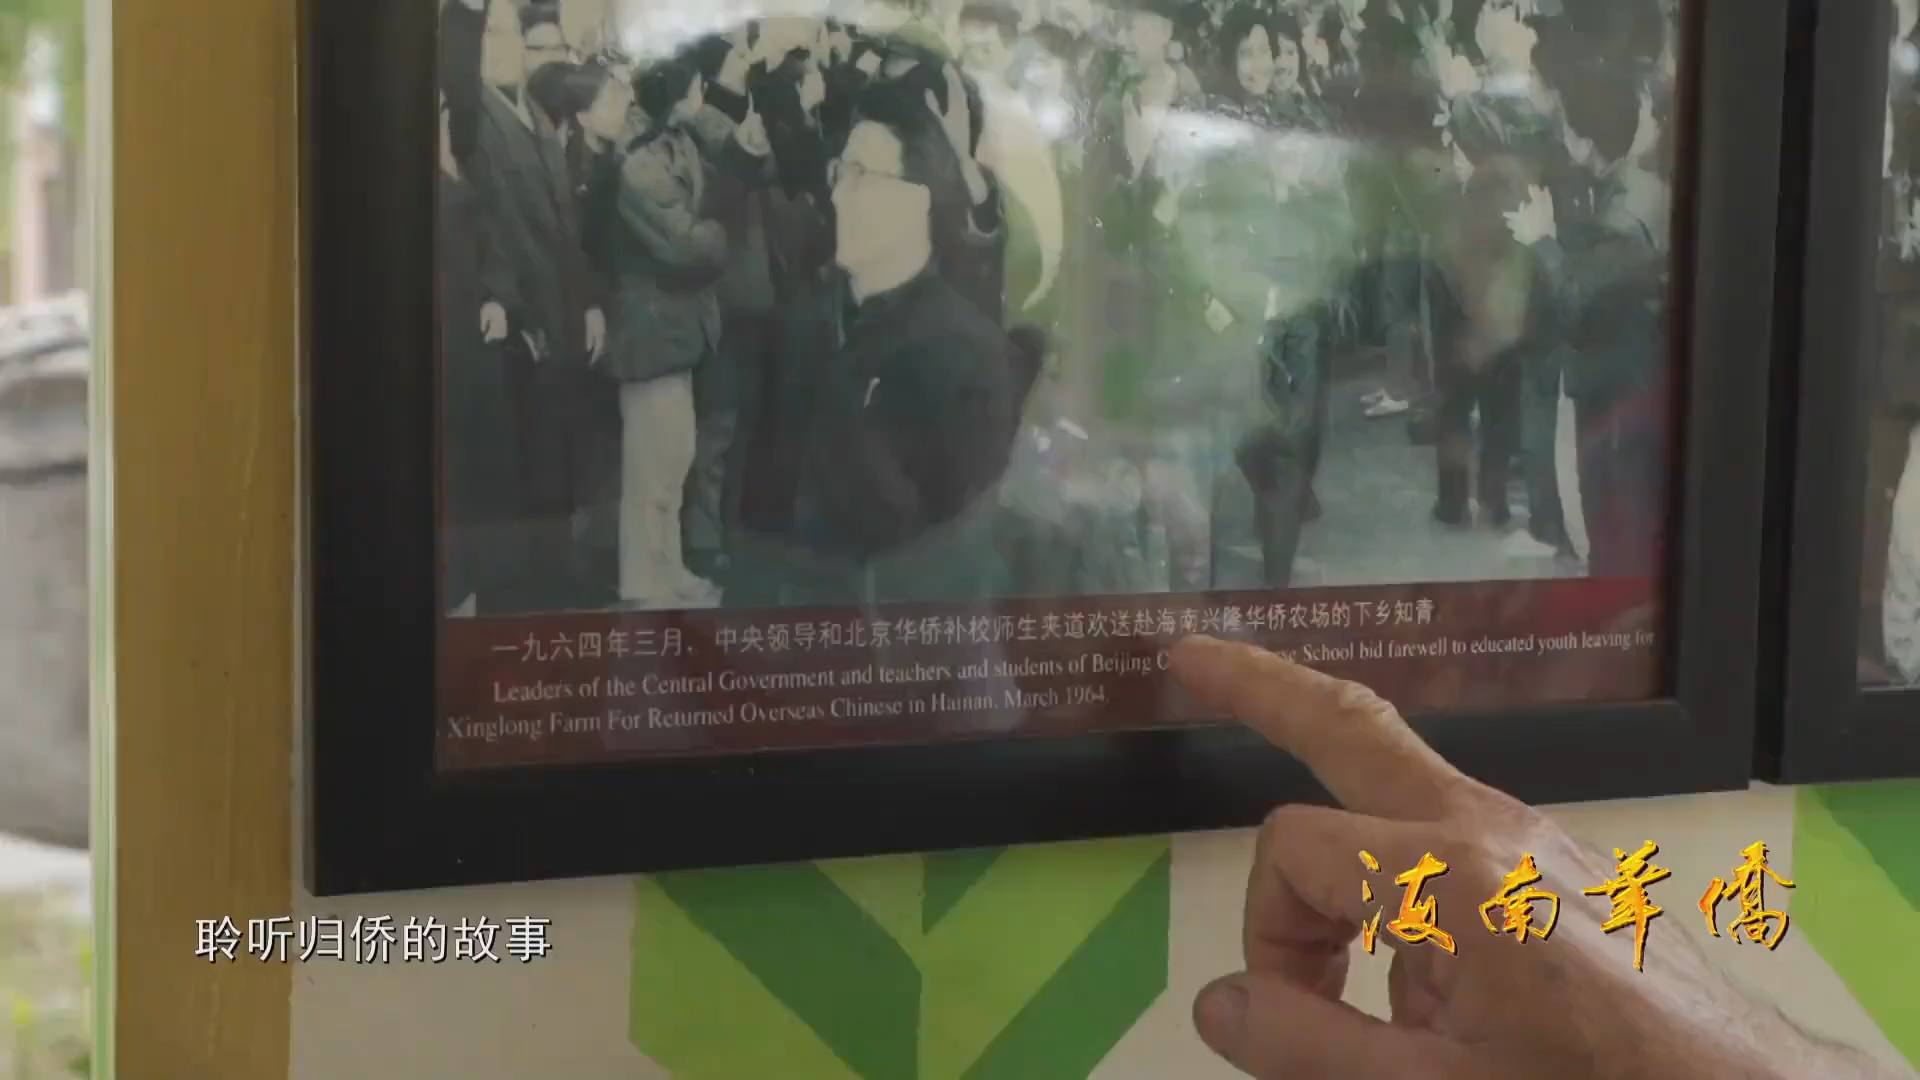 一九六四年三月，中央领导和北京华侨补校师生夹道欢送赴海南兴隆华侨农场的下乡知青。
Leaders of the Central Government and teachers and students of Beijing School bid farewell to educated youth leaving for
Xinglong Farm For Returned Overseas Chinese in Hainan, March 1964.
聆听归侨的故事
海南华侨